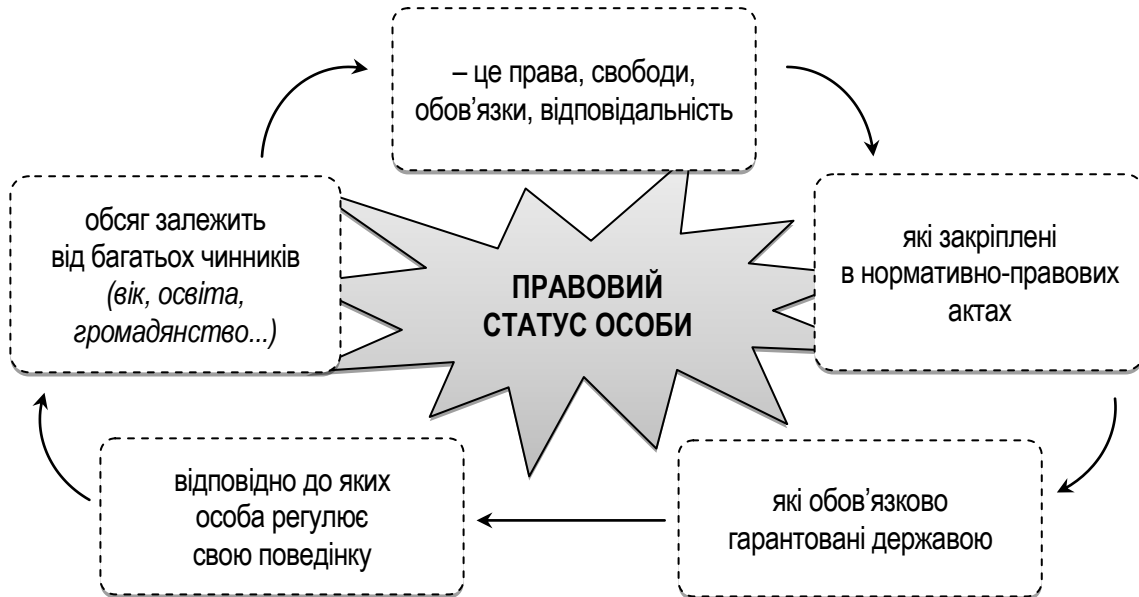 – це права, свободи,
обов’язки, відповідальність
які закріплені
в нормативно-правових
актах
які обов’язково
гарантовані державою
відповідно до яких
особа регулює
свою поведінку
обсяг залежить
від багатьох чинників
(вік, освіта,
громадянство...)
ПРАВОВИЙ
СТАТУС ОСОБИ